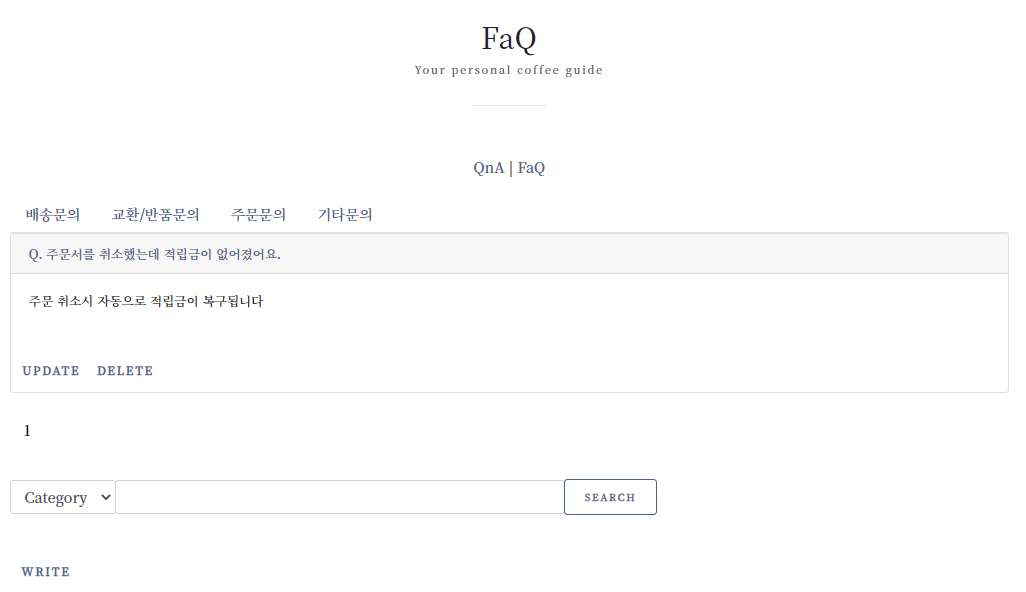 FaQ
Your personal coffee guide
QnA | FaQ
배송문의 교환/반품문의 주문문의 기타문의
Q. 주문서를 취소했는데 적립금이 없어졌어요.
주문 취소시 자동으로 적립금이 복구됩니다
UPDATE DELETE
1
Category SEARCH
WRITE